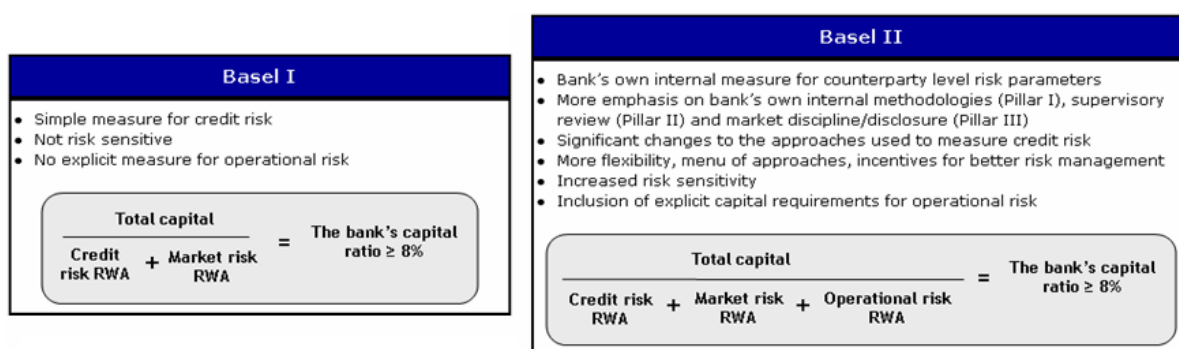 Basel I
• Simple measure for credit risk
• Not risk sensitive
• No explicit measure for operational risk
Total capital
Credit risk RWA + Market risk RWA = The bank's capital ratio ≥ 8%
Basel II
• Bank's own internal measure for counterparty level risk parameters
• More emphasis on bank's own internal methodologies (Pillar I), supervisory
review (Pillar II) and market discipline/disclosure (Pillar III)
• Significant changes to the approaches used to measure credit risk
• More flexibility, menu of approaches, incentives for better risk management
• Increased risk sensitivity
• Inclusion of explicit capital requirements for operational risk
Total capital
Credit risk RWA + Market risk RWA + Operational risk RWA = The bank's capital ratio ≥ 8%